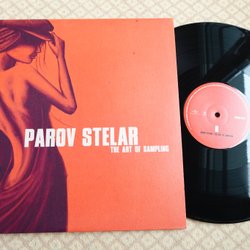 PAROV STELAR
THE ART OF SAMPLING